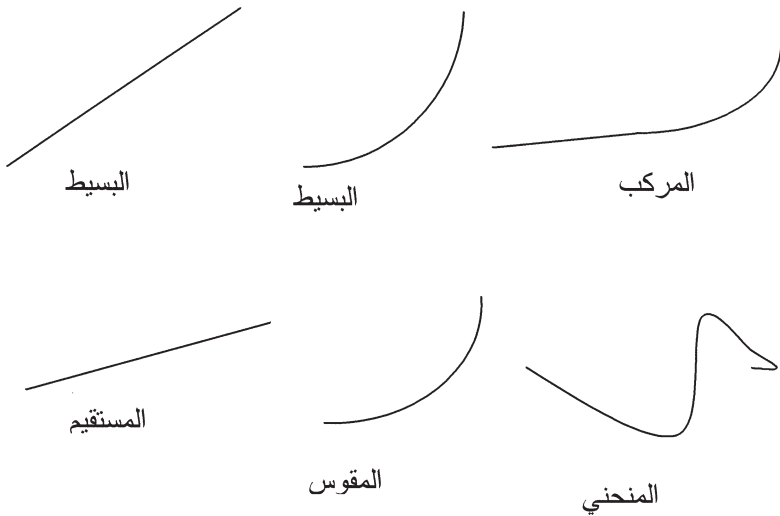 المركب
البسيط
البسيط
المنحني
المقوس
المستقيم